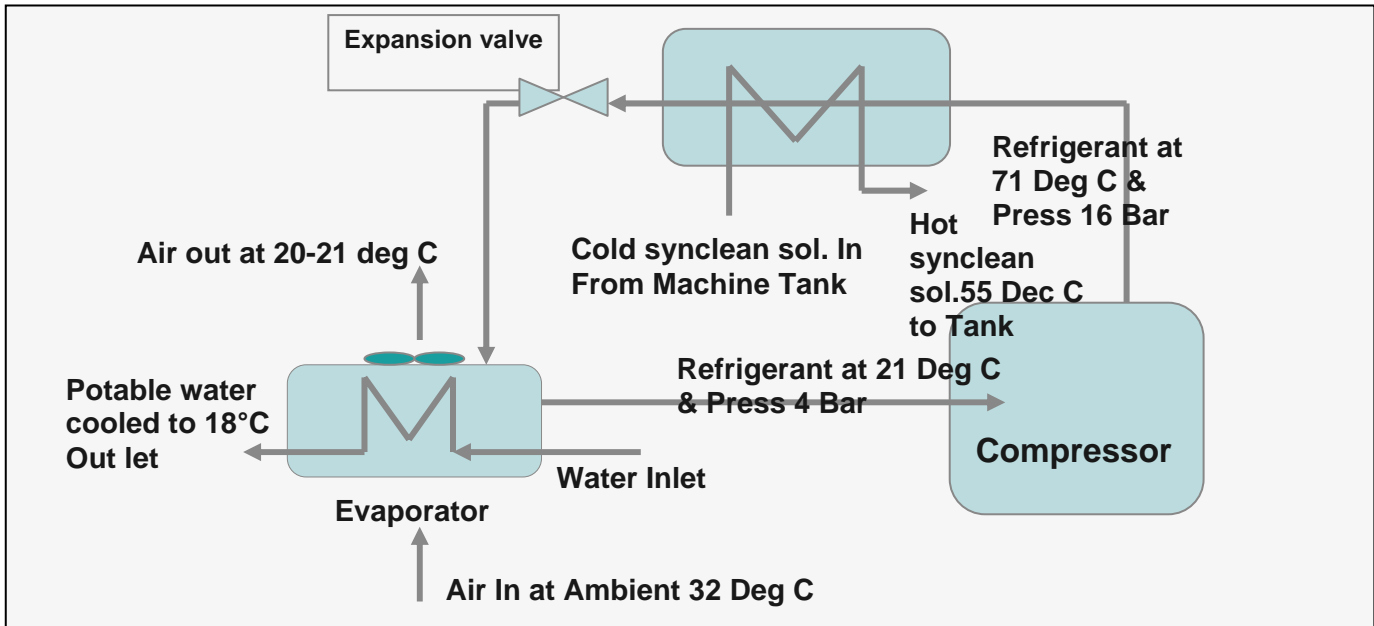 Expansion valve
Refrigerant at
71 Deg C &
Press 16 Bar
Cold synclean sol. In
From Machine Tank
Hot
synclean
sol.55 Dec C
to Tank
Air out at 20-21 deg C
Potable water
cooled to 18°C
Out let
Refrigerant at 21 Deg C
& Press 4 Bar
Compressor
Water Inlet
Evaporator
Air In at Ambient 32 Deg C